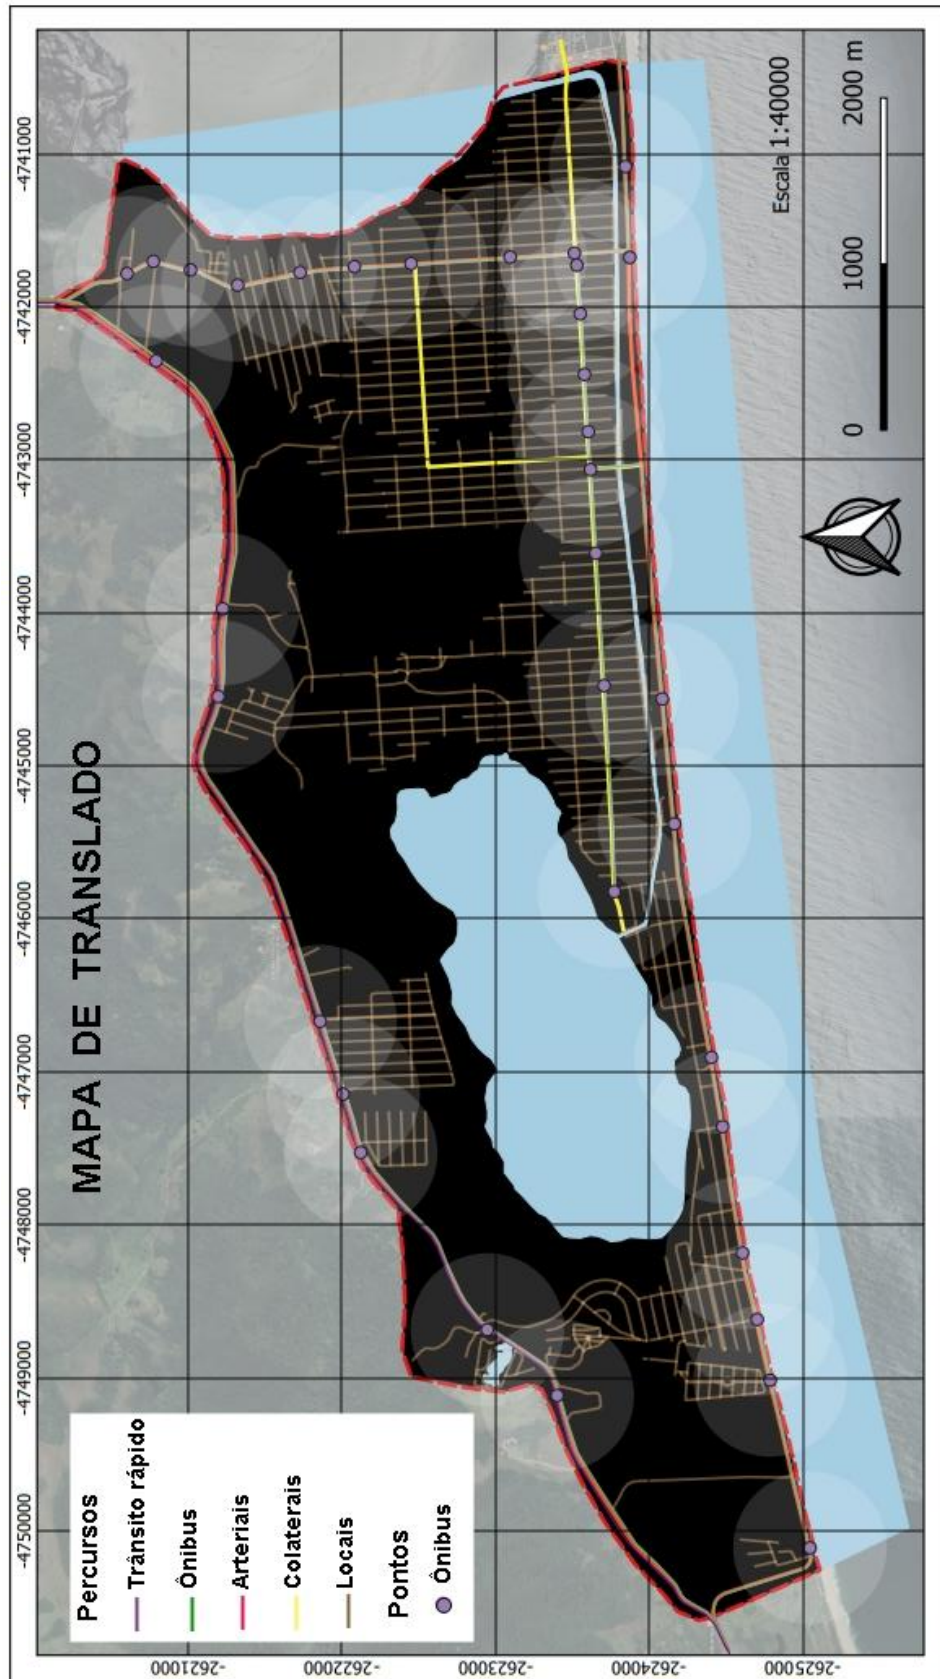 MAPA DE TRANSLADO
-4750000
-4749000
-4748000
-4747000
-4746000
-4745000
-4744000
-4743000
-4742000
-4741000
-2621000
-2622000
-2623000
-2624000
-2625000
Percursos
Trânsito rápido
Ônibus
Arteriais
Colaterais
Locais
Pontos
Ônibus
Escala 1:40000
0 1000 2000 m